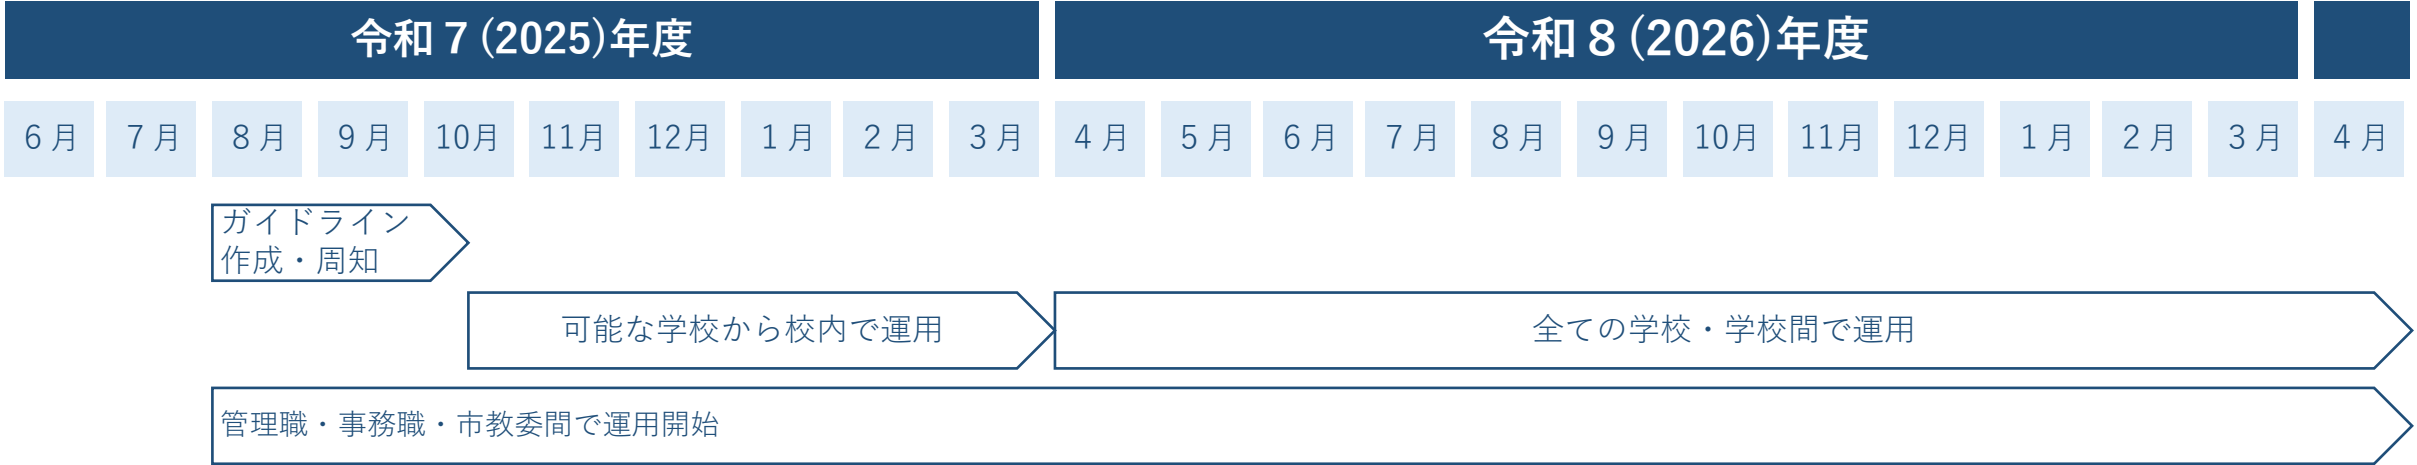 令和７(2025)年度
令和８(2026)年度
６月 ７月 ８月 ９月 10月 11月 12月 １月 ２月 ３月 ４月 ５月 ６月 ７月 ８月 ９月 10月 11月 12月 １月 ２月 ３月 ４月
ガイドライン
作成・周知
可能な学校から校内で運用
全ての学校・学校間で運用
管理職・事務職・市教委間で運用開始